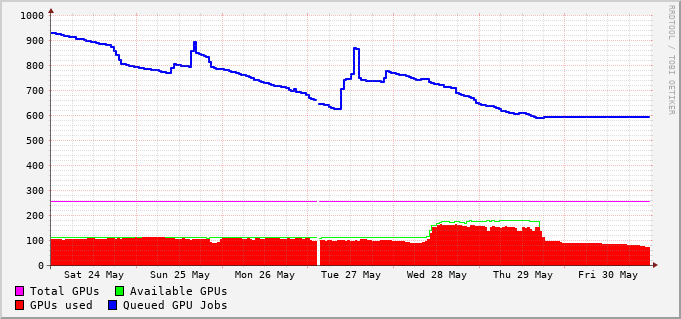 1000
900
800
700
600
500
400
300
200
100
0
Sat 24 May Sun 25 May Mon 26 May Tue 27 May Wed 28 May Thu 29 May Fri 30 May
Total GPUs Available GPUs
GPUs used Queued GPU Jobs
RRDTOOL / TOBI OETIKER